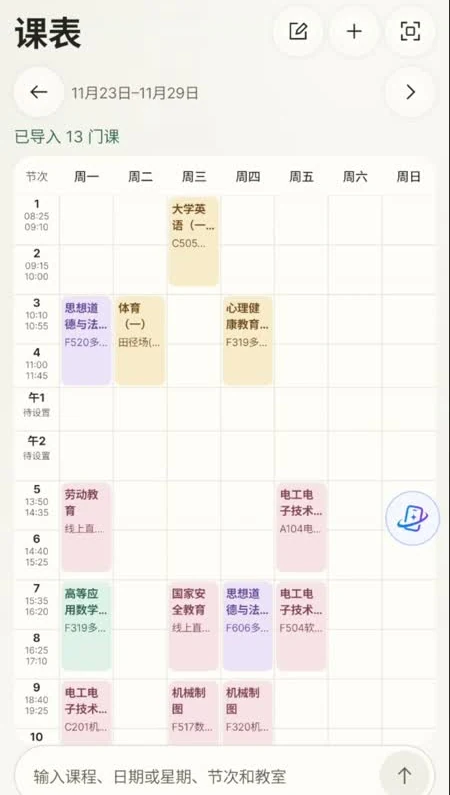 课表
11月23日–11月29日
已导入 13 门课
节次 周一 周二 周三 周四 周五 周六 周日
1
08:25
09:10
大学英
语（一...
C505...
2
09:15
10:00
3
10:10
10:55
思想道
德与法...
F520多...
体育
（一）
田径场(...
心理健
康教育...
F319多...
4
11:00
11:45
午1
待设置
午2
待设置
5
13:50
14:35
劳动教
育
线上直...
电工电
子技术...
A104电...
6
14:40
15:25
7
15:35
16:20
高等应
用数学...
F319多...
国家安
全教育
线上直...
思想道
德与法...
F606多...
电工电
子技术...
F504软...
8
16:25
17:10
9
18:40
19:25
电工电
子技术...
C201机...
机械制
图
F517数...
机械制
图
F320机...
10
输入课程、日期或星期、节次和教室